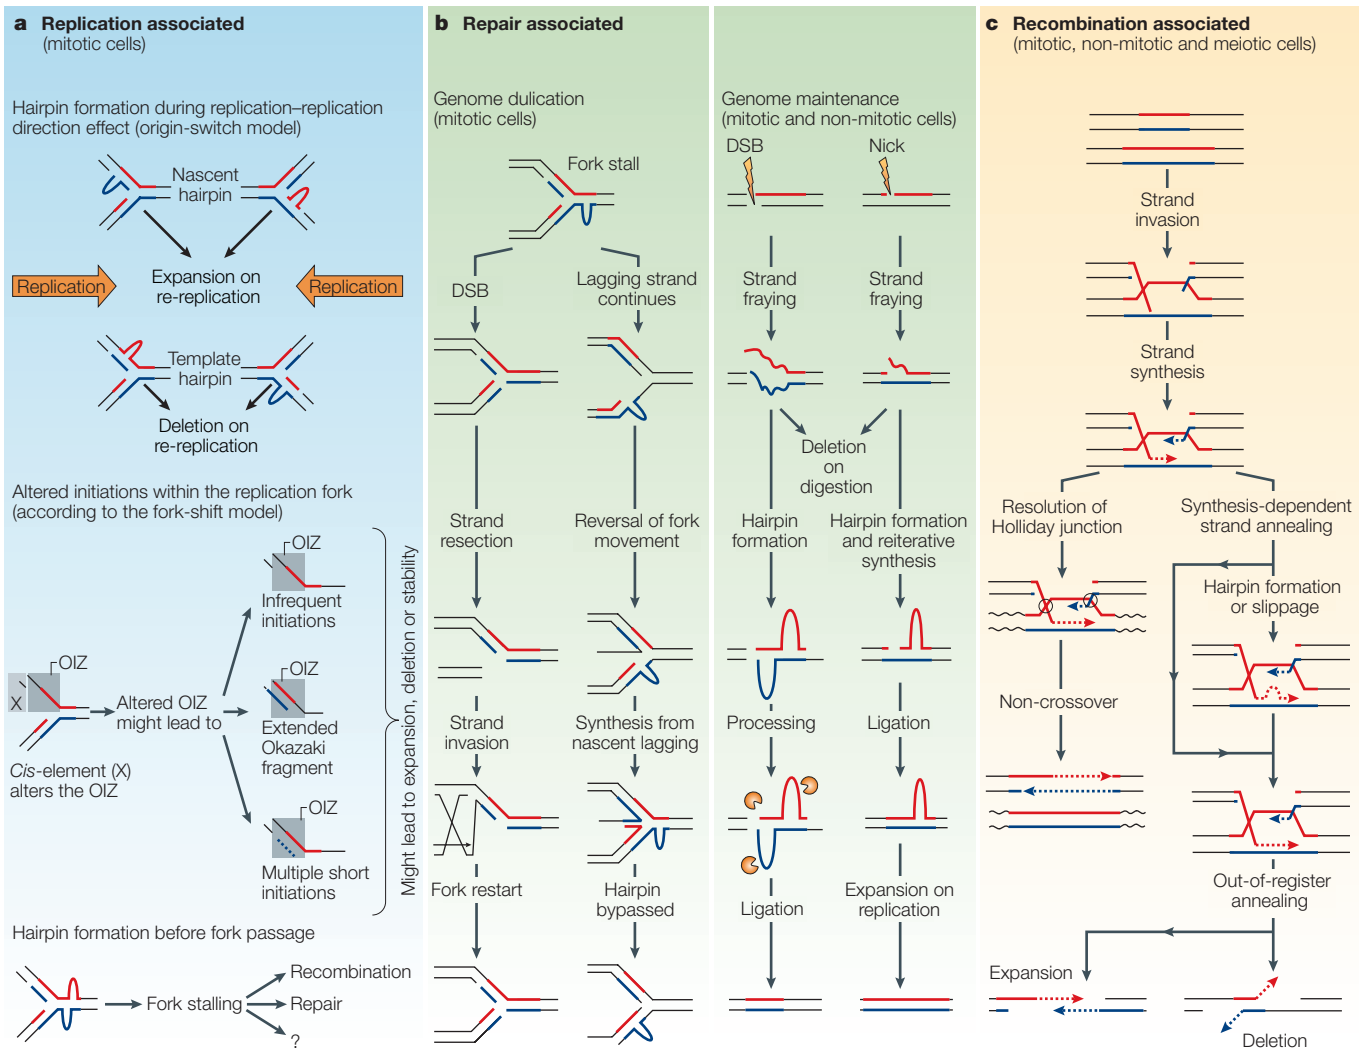 a Replication associated
(mitotic cells)
Hairpin formation during replication–replication
direction effect (origin-switch model)
Nascent
hairpin
Expansion on
re-replication
Replication
Replication
Template
hairpin
Deletion on
re-replication
Altered initiations within the replication fork
(according to the fork-shift model)
OIZ
Infrequent
initiations
OIZ
X
Altered OIZ
might lead to
OIZ
Extended
Okazaki
fragment
Cis-element (X)
alters the OIZ
OIZ
Multiple short
initiations
Might lead to expansion, deletion or stability
Hairpin formation before fork passage
Fork stalling
Recombination
Repair
?
b Repair associated
Genome dulication
(mitotic cells)
Fork stall
DSB
Lagging strand
continues
Strand
resection
Reversal of fork
movement
Strand
invasion
Synthesis from
nascent lagging
Fork restart
Hairpin
bypassed
Genome maintenance
(mitotic and non-mitotic cells)
DSB
Nick
Strand
fraying
Strand
fraying
Deletion
on
digestion
Hairpin
formation
Hairpin formation
and reiterative
synthesis
Processing
Ligation
Ligation
Expansion on
replication
c Recombination associated
(mitotic, non-mitotic and meiotic cells)
Strand
invasion
Strand
synthesis
Resolution of
Holliday junction
Synthesis-dependent
strand annealing
Hairpin formation
or slippage
Non-crossover
Out-of-register
annealing
Expansion
Deletion